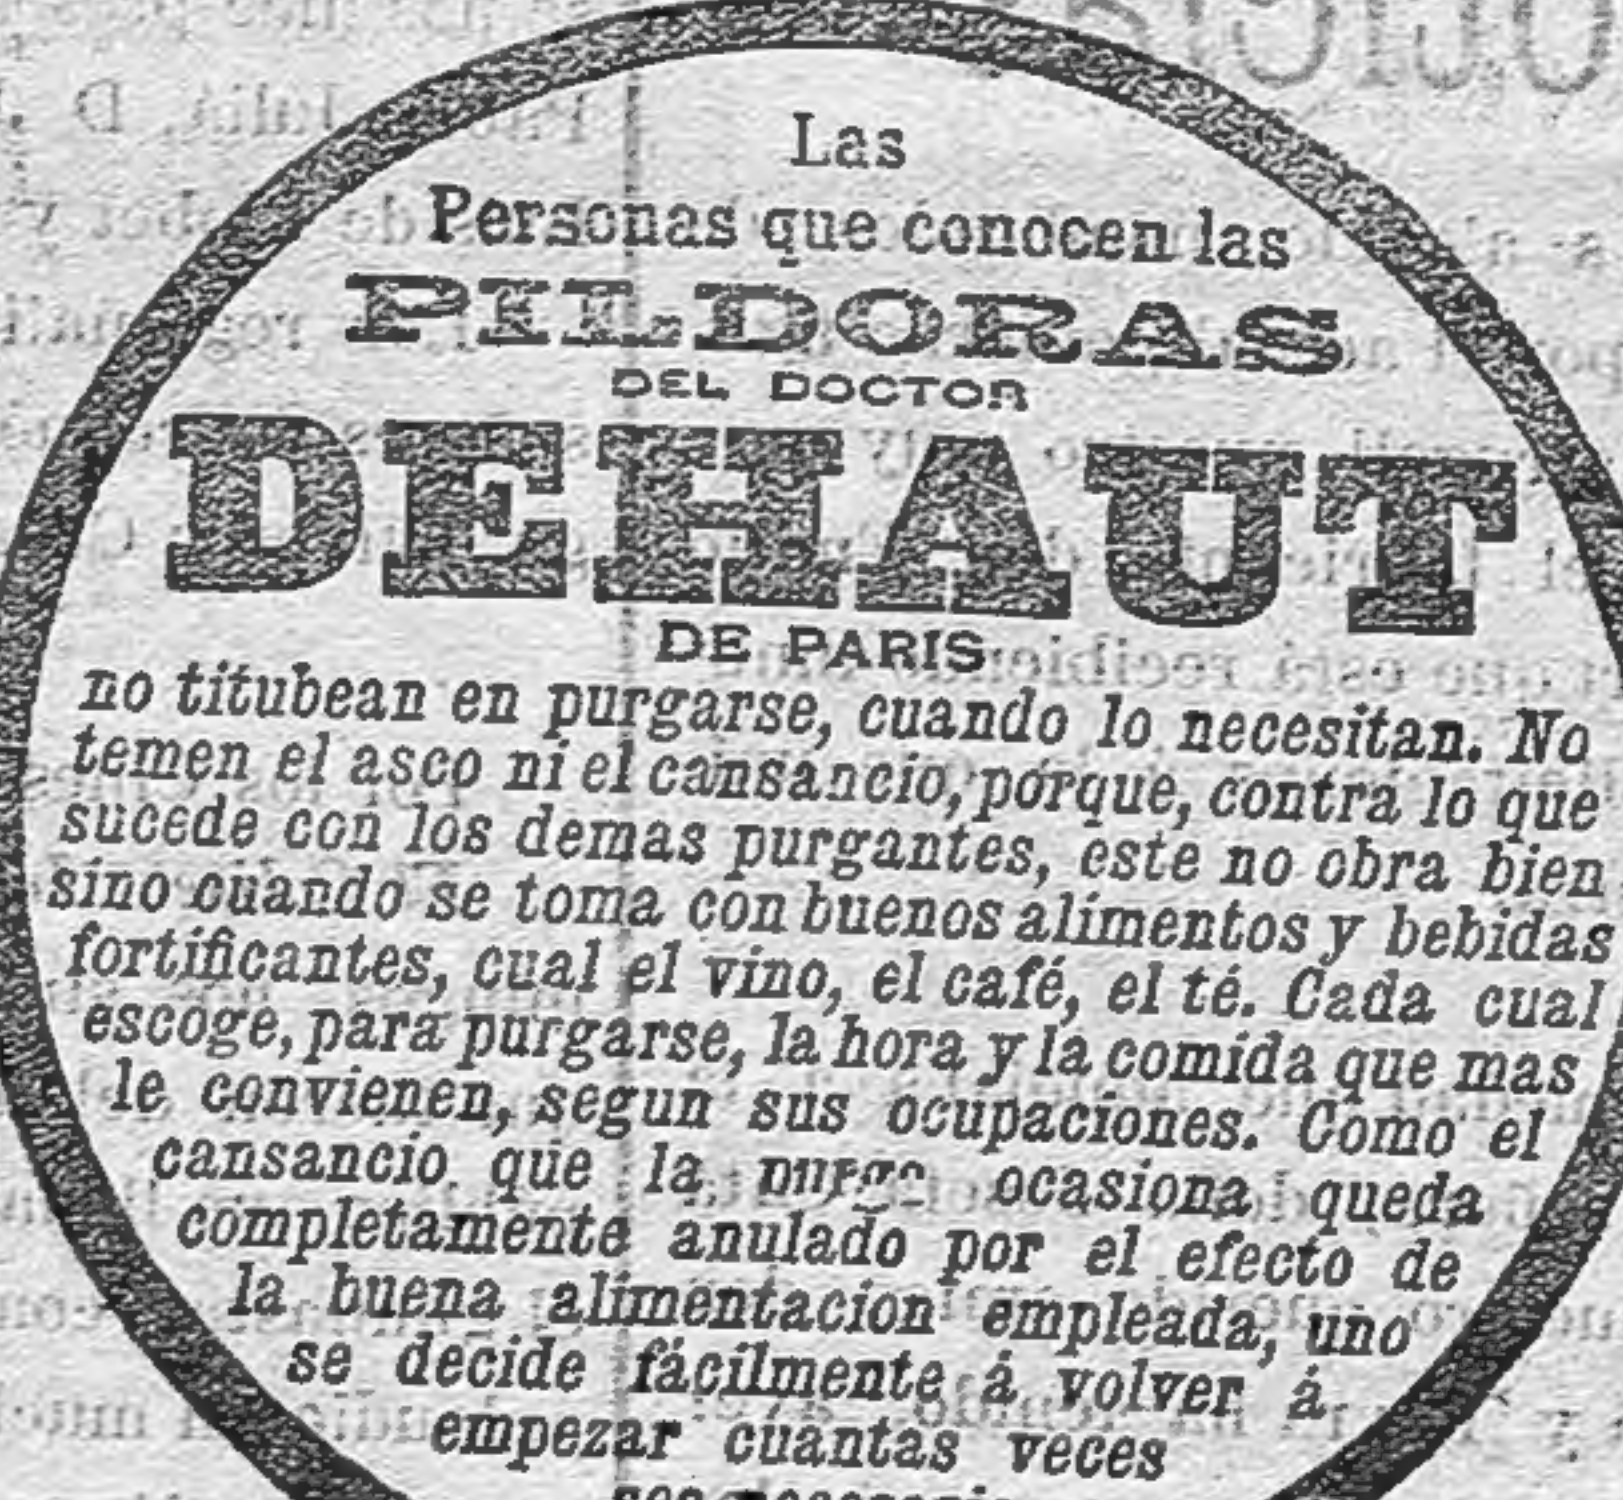 Las
Personas que conocen las
PILDORAS
DEL DOCTOR
DEHAUT
DE PARIS
no titubean en purgarse, cuando lo necesitan. No
temen el asco ni el cansancio, porque, contra lo que
sucede con los demas purgantes, este no obra bien
sino cuando se toma con buenos alimentos y bebidas
fortificantes, cual el vino, el café, el té. Cada cual
escoge, para purgarse, la hora y la comida que mas
le convienen, segun sus ocupaciones. Como el
cansancio que la purga ocasiona queda
completamente anulado por el efecto de
la buena alimentacion empleada, uno
se decide fácilmente á volver á
empezar cuantas veces